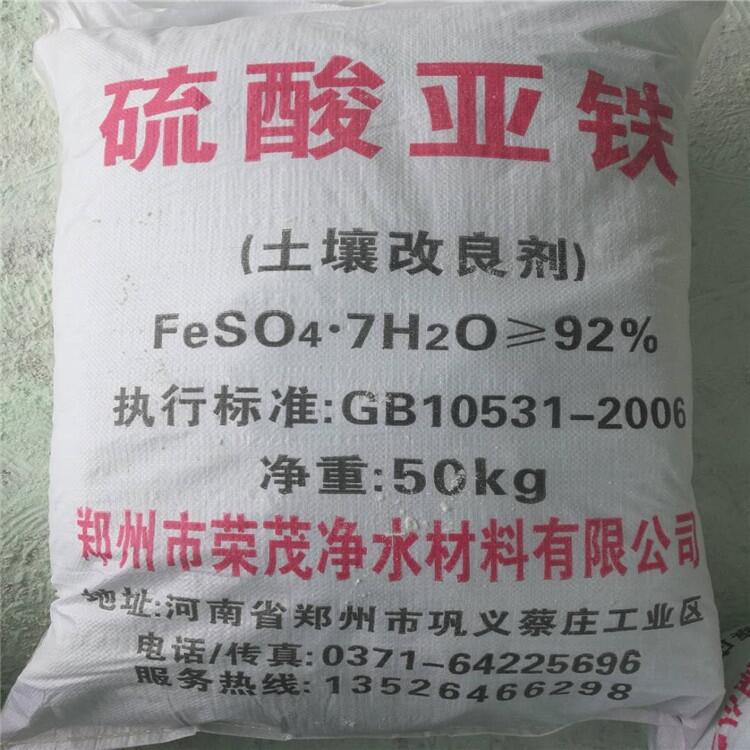 硫酸亚铁
(土壤改良剂)
FeSO4·7H2O≥92%
执行标准:GB10531-2006
净重:50kg
郑州市荣茂净水材料有限公司
地址:河南省郑州市巩义蔡庄工业区
电话/传真:0371-64225696
服务热线:13526466298